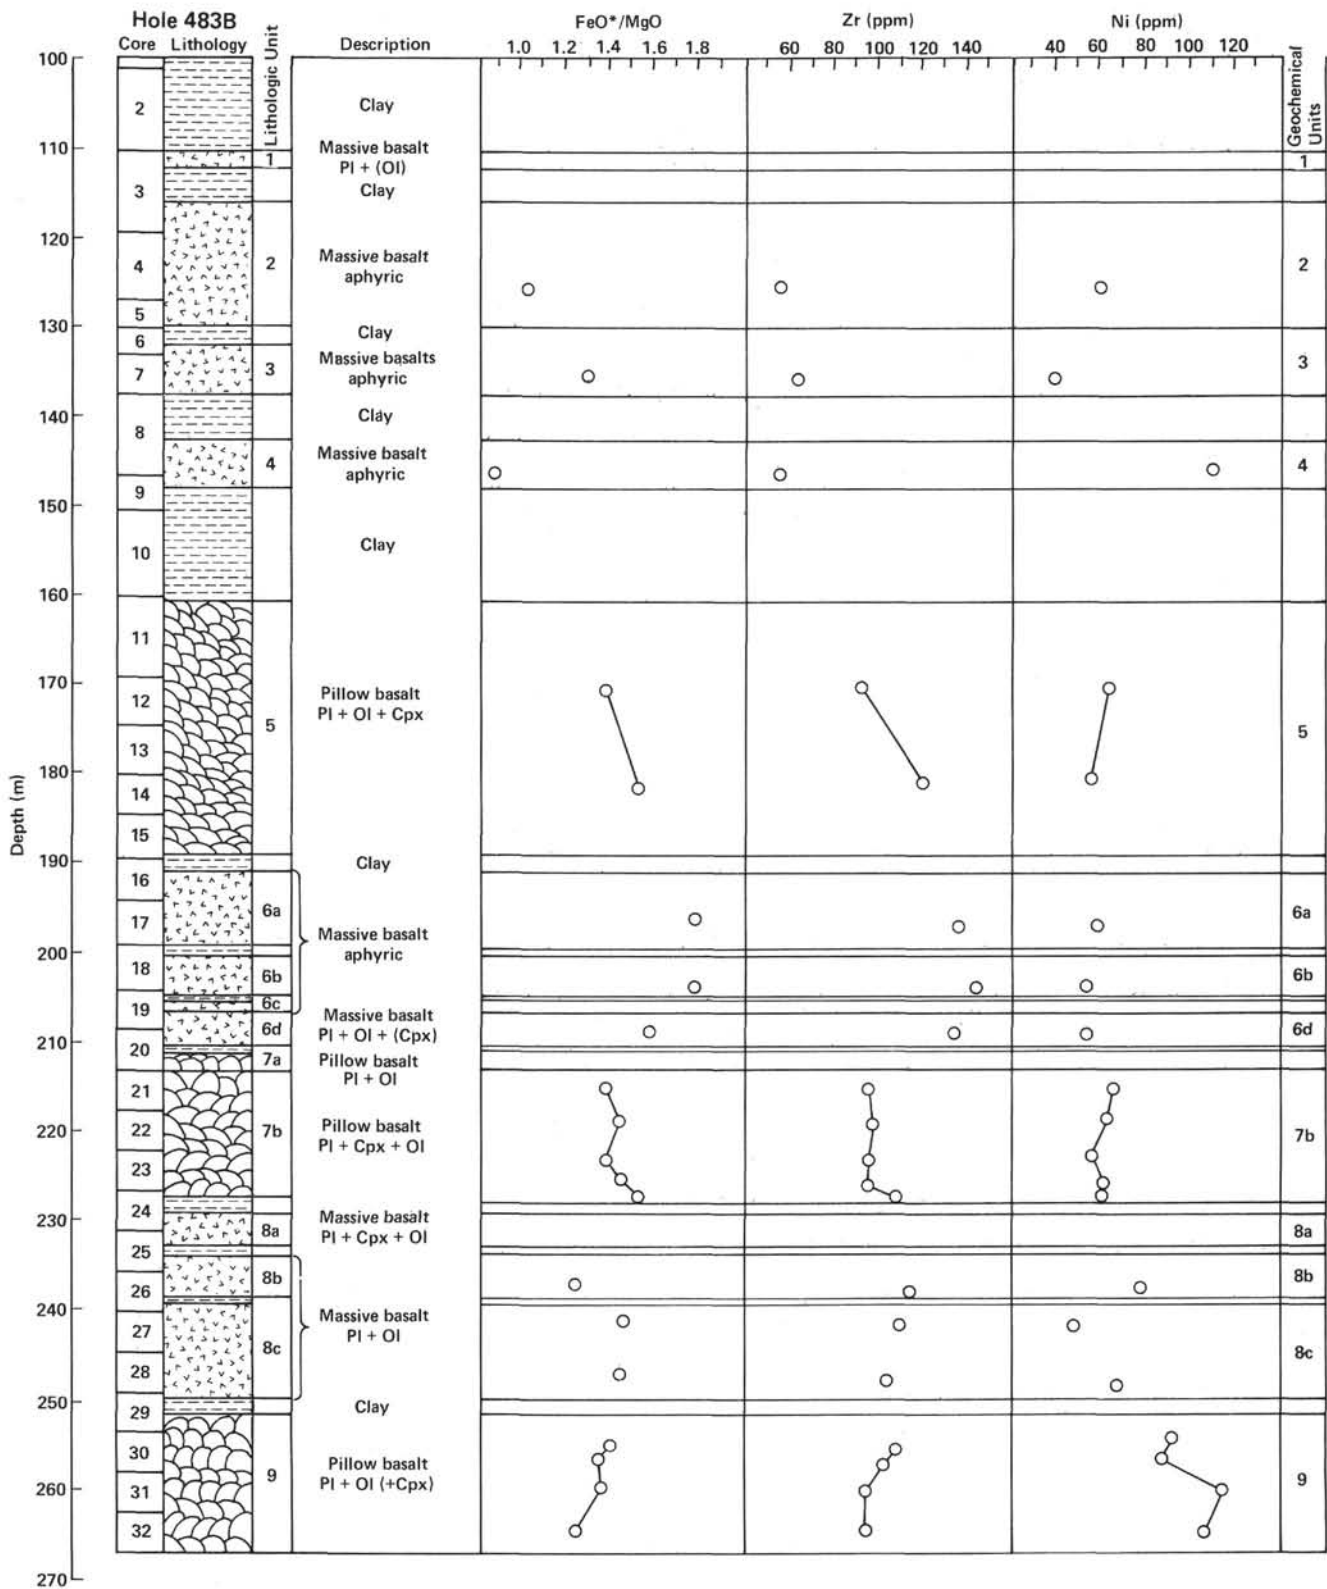 Hole 483B
Core Lithology Lithologic Unit Description FeO*/MgO Zr (ppm) Ni (ppm) Geochemical Units
1.0 1.2 1.4 1.6 1.8 60 80 100 120 140 40 60 80 100 120
Depth (m)
100
110
120
130
140
150
160
170
180
190
200
210
220
230
240
250
260
270
2
3
4
5
6
7
8
9
10
11
12
13
14
15
16
17
18
19
20
21
22
23
24
25
26
27
28
29
30
31
32
1
2
3
4
5
6a
6b
6c
6d
7a
7b
8a
8b
8c
9
Clay
Massive basalt
Pl + (Ol)
Clay
Massive basalt
aphyric
Clay
Massive basalts
aphyric
Clay
Massive basalt
aphyric
Clay
Pillow basalt
Pl + Ol + Cpx
Clay
Massive basalt
aphyric
Massive basalt
Pl + Ol + (Cpx)
Pillow basalt
Pl + Ol
Pillow basalt
Pl + Cpx + Ol
Massive basalt
Pl + Cpx + Ol
Massive basalt
Pl + Ol
Clay
Pillow basalt
Pl + Ol (+Cpx)
1
2
3
4
5
6a
6b
6d
7b
8a
8b
8c
9